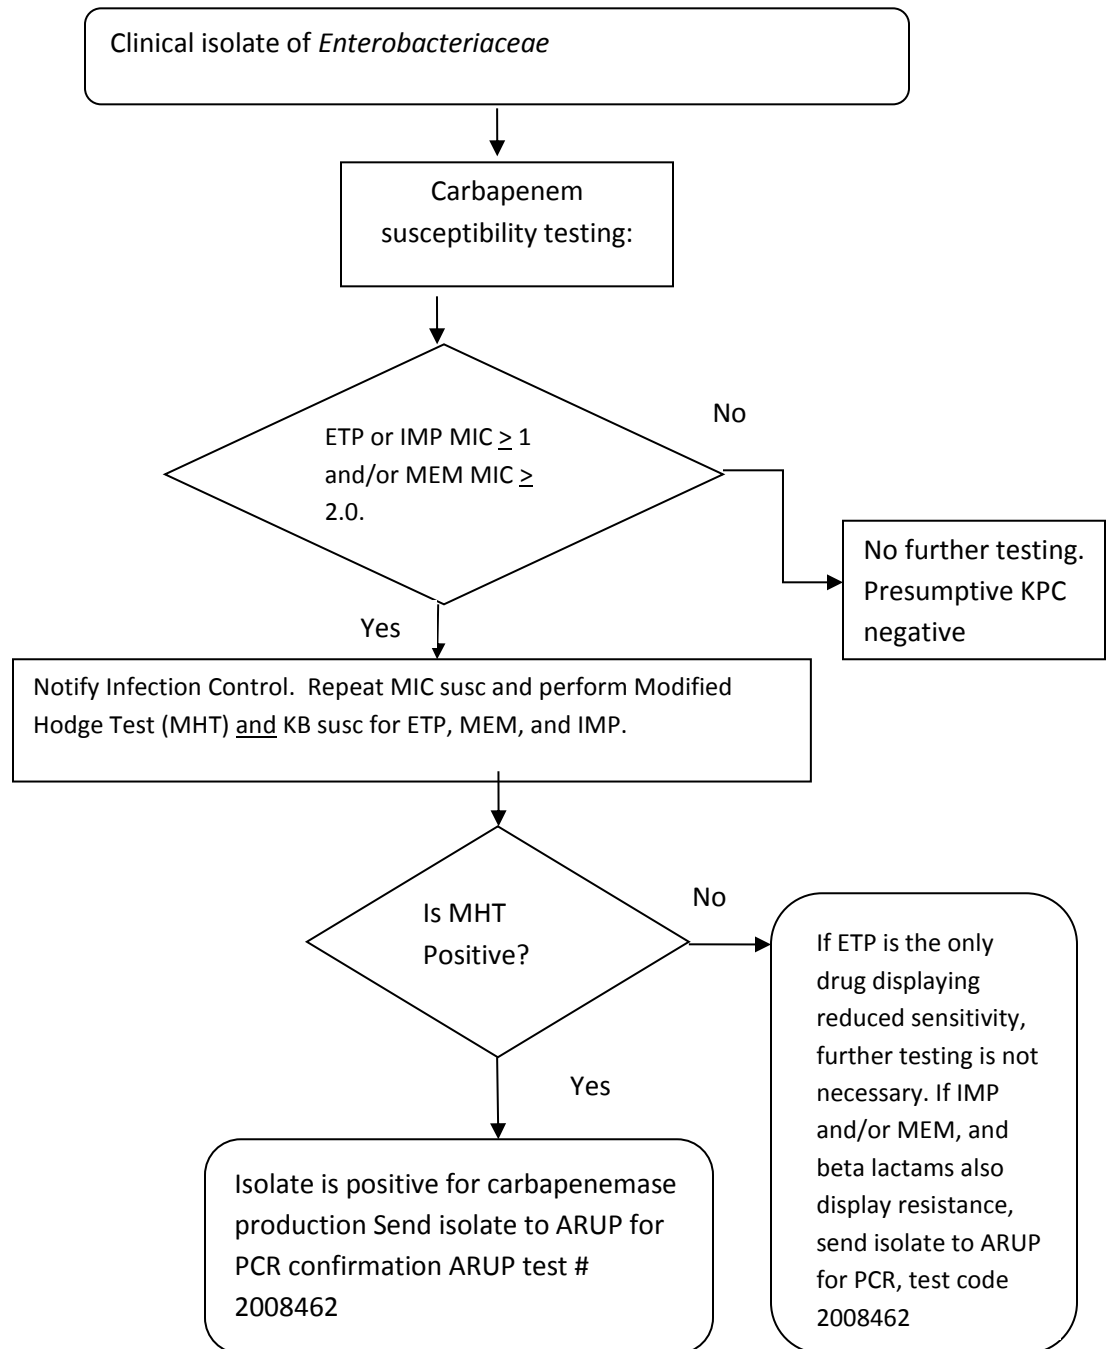 Clinical isolate of Enterobacteriaceae
Carbapenem
susceptibility testing:
ETP or IMP MIC ≥ 1
and/or MEM MIC ≥
2.0.
No
No further testing.
Presumptive KPC
negative
Yes
Notify Infection Control.  Repeat MIC susc and perform Modified
Hodge Test (MHT) and KB susc for ETP, MEM, and IMP.
Is MHT
Positive?
No
If ETP is the only
drug displaying
reduced sensitivity,
further testing is not
necessary. If IMP
and/or MEM, and
beta lactams also
display resistance,
send isolate to ARUP
for PCR, test code
2008462
Yes
Isolate is positive for carbapenemase
production Send isolate to ARUP for
PCR confirmation ARUP test #
2008462